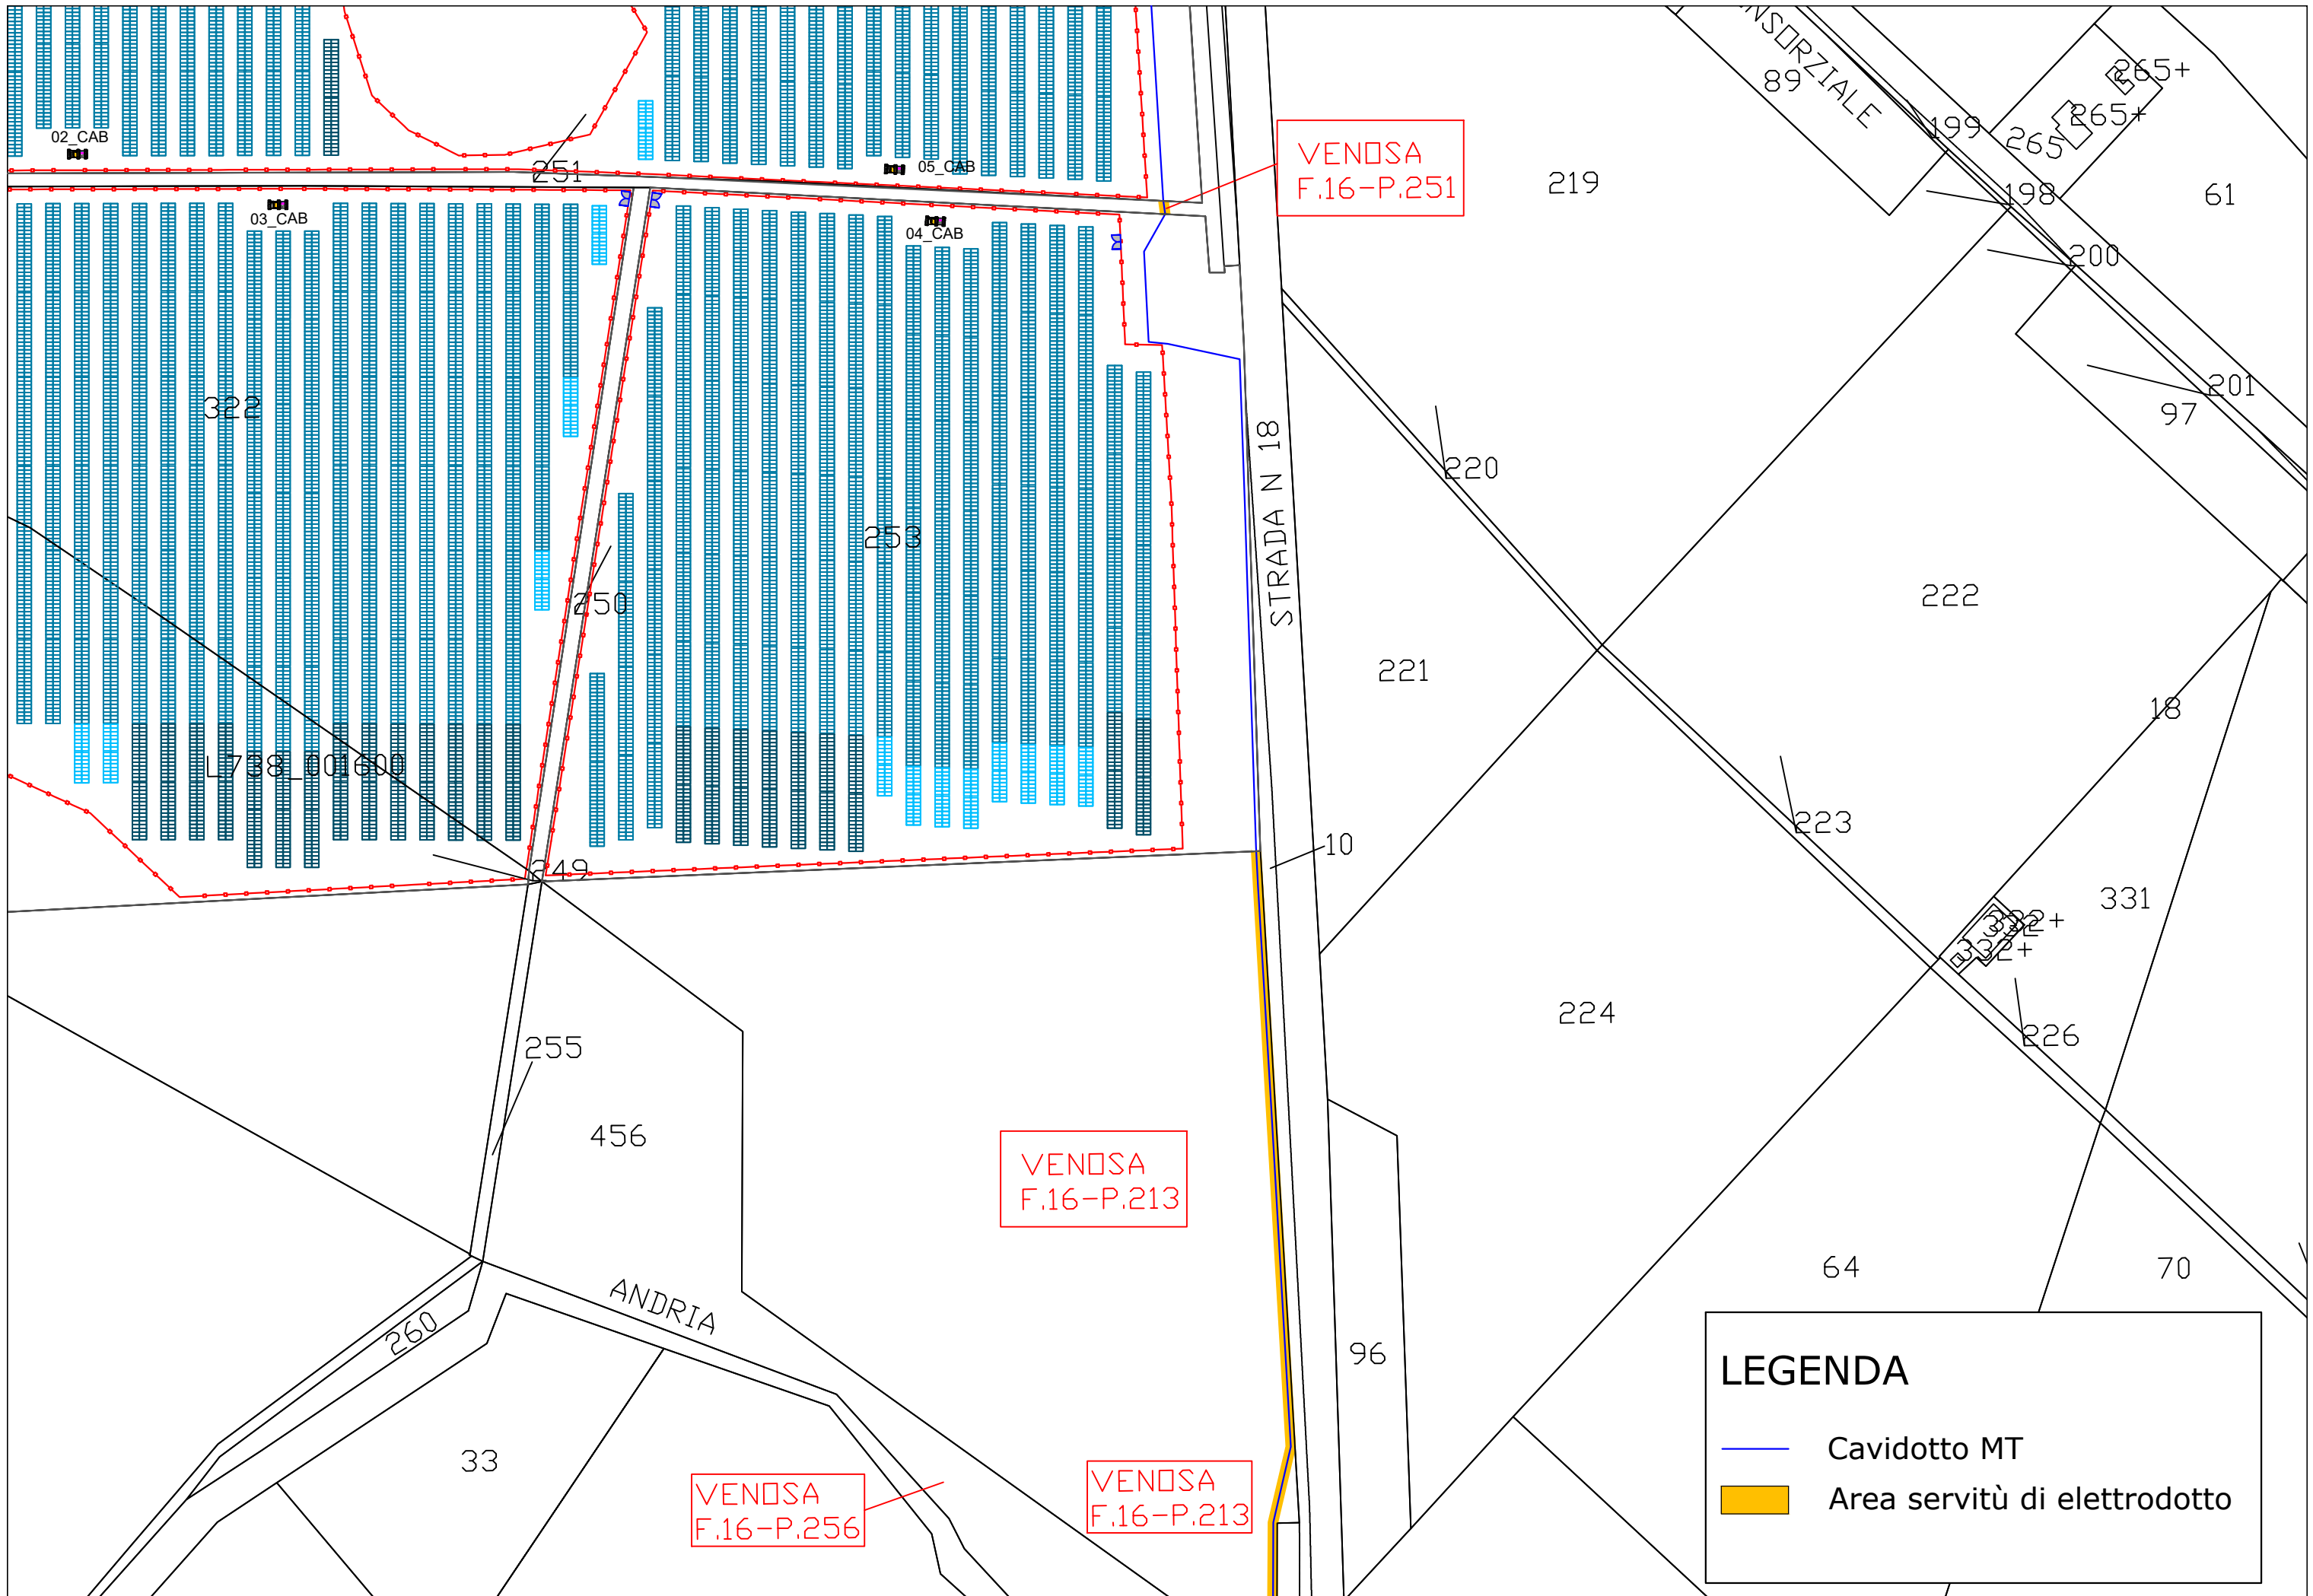 NSORZIALE
89
265+
265+
199
265
02_CAB
251
05_CAB
VENOSA
F.16-P.251
219
198
61
03_CAB
04_CAB
200
322
201
97
STRADA N 18
220
253
250
222
221
18
L738_001600
223
10
249
331
332+
332+
224
226
255
456
VENOSA
F.16-P.213
64
70
ANDRIA
260
96
33
VENOSA
F.16-P.256
VENOSA
F.16-P.213
LEGENDA
Cavidotto MT
Area servitù di elettrodotto